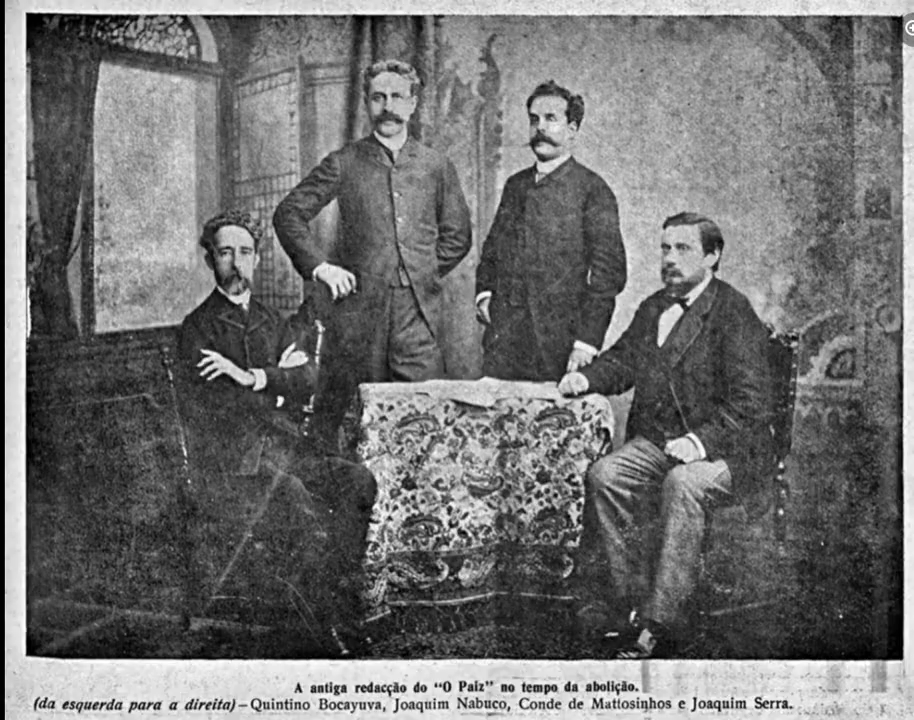 A antiga redacção do "O Paiz" no tempo da abolição.
(da esquerda para a direita)—Quintino Bocayuva, Joaquim Nabuco, Conde de Mattosinhos e Joaquim Serra.